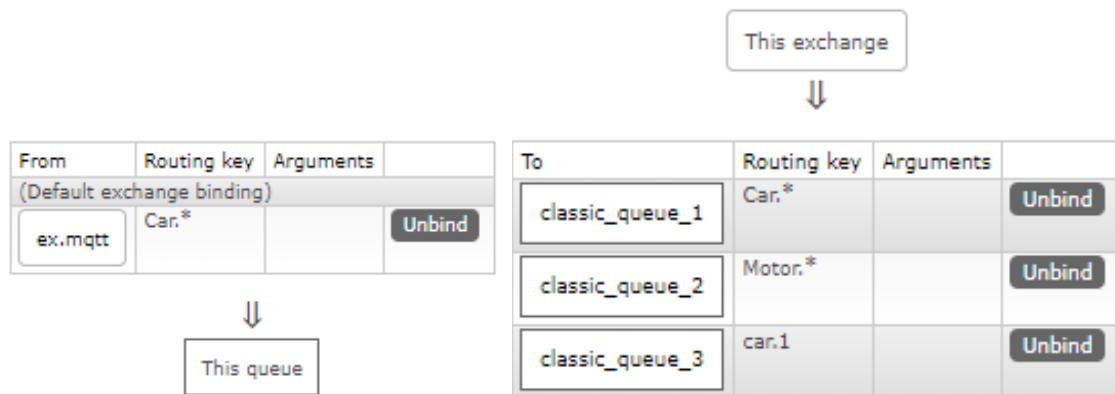 From Routing key Arguments
(Default exchange binding)
ex.mqtt Car.* Unbind
⇓
This queue
This exchange
⇓
To Routing key Arguments
classic_queue_1 Car.* Unbind
classic_queue_2 Motor.* Unbind
classic_queue_3 car.1 Unbind